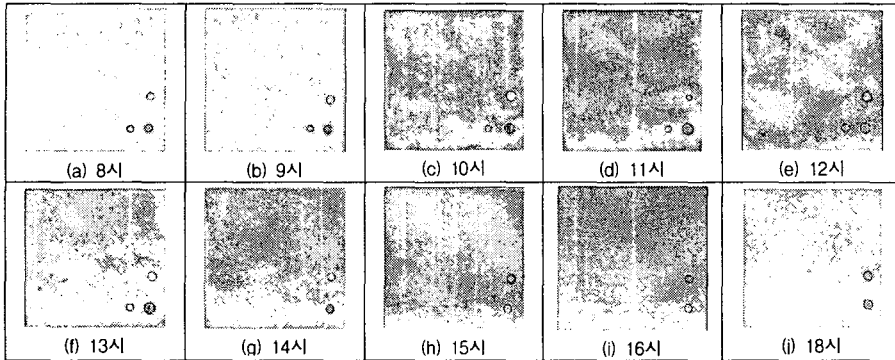 (a) 8시
(b) 9시
(c) 10시
(d) 11시
(e) 12시
(f) 13시
(g) 14시
(h) 15시
(i) 16시
(j) 18시